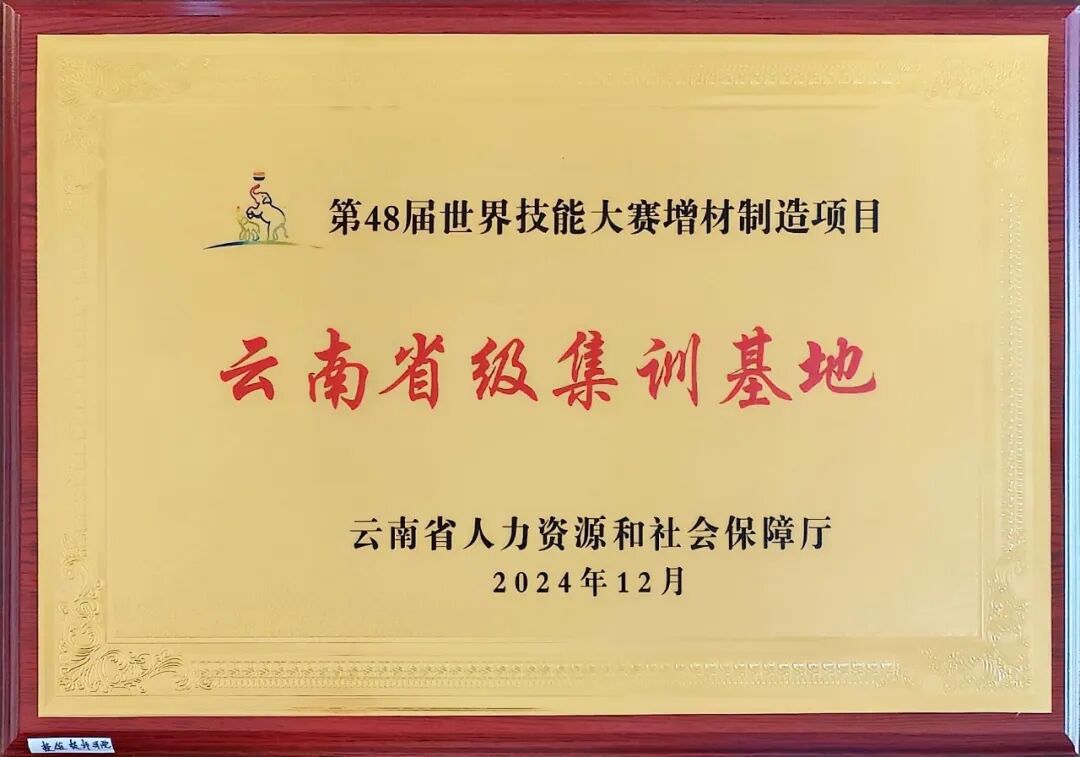 第48届世界技能大赛增材制造项目
云南省级集训基地
云南省人力资源和社会保障厅
2024年12月